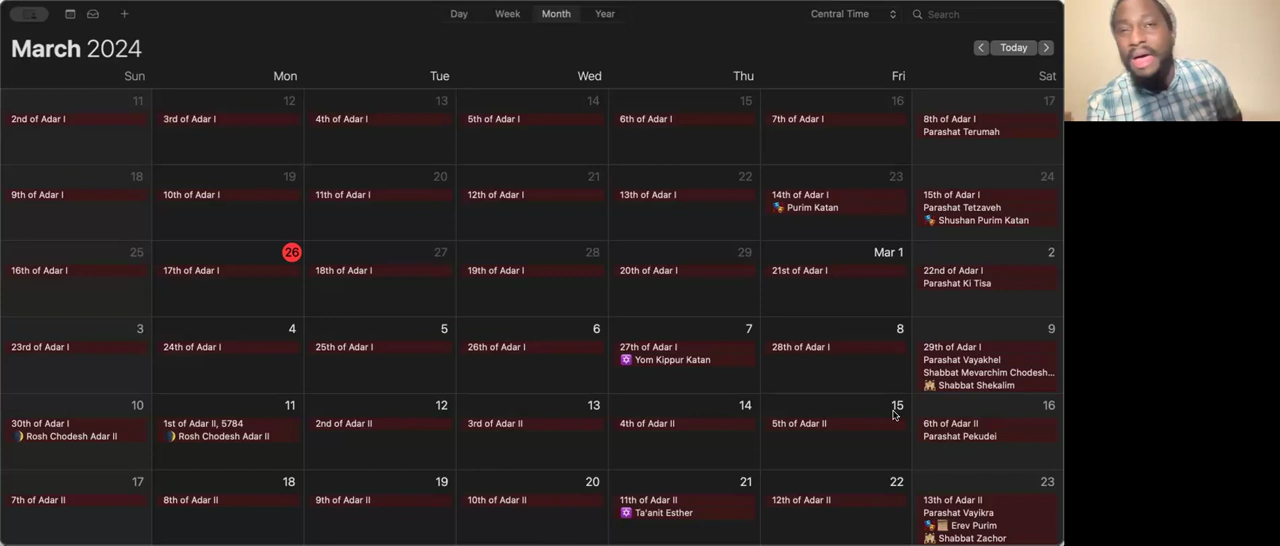 Day Week Month Year Central Time Search
March 2024 Today
Sun Mon Tue Wed Thu Fri Sat
11 12 13 14 15 16 17
2nd of Adar I 3rd of Adar I 4th of Adar I 5th of Adar I 6th of Adar I 7th of Adar I 8th of Adar I
Parashat Terumah
18 19 20 21 22 23 24
9th of Adar I 10th of Adar I 11th of Adar I 12th of Adar I 13th of Adar I 14th of Adar I 15th of Adar I
Purim Katan Parashat Tetzaveh
Shushan Purim Katan
25 26 27 28 29 Mar 1 2
16th of Adar I 17th of Adar I 18th of Adar I 19th of Adar I 20th of Adar I 21st of Adar I 22nd of Adar I
Parashat Ki Tisa
3 4 5 6 7 8 9
23rd of Adar I 24th of Adar I 25th of Adar I 26th of Adar I 27th of Adar I 28th of Adar I 29th of Adar I
Yom Kippur Katan Parashat Vayakhel
Shabbat Mevarchim Chodesh...
Shabbat Shekalim
10 11 12 13 14 15 16
30th of Adar I 1st of Adar II, 5784 2nd of Adar II 3rd of Adar II 4th of Adar II 5th of Adar II 6th of Adar II
Rosh Chodesh Adar II Rosh Chodesh Adar II Parashat Pekudei
17 18 19 20 21 22 23
7th of Adar II 8th of Adar II 9th of Adar II 10th of Adar II 11th of Adar II 12th of Adar II 13th of Adar II
Ta'anit Esther Parashat Vayikra
Erev Purim
Shabbat Zachor